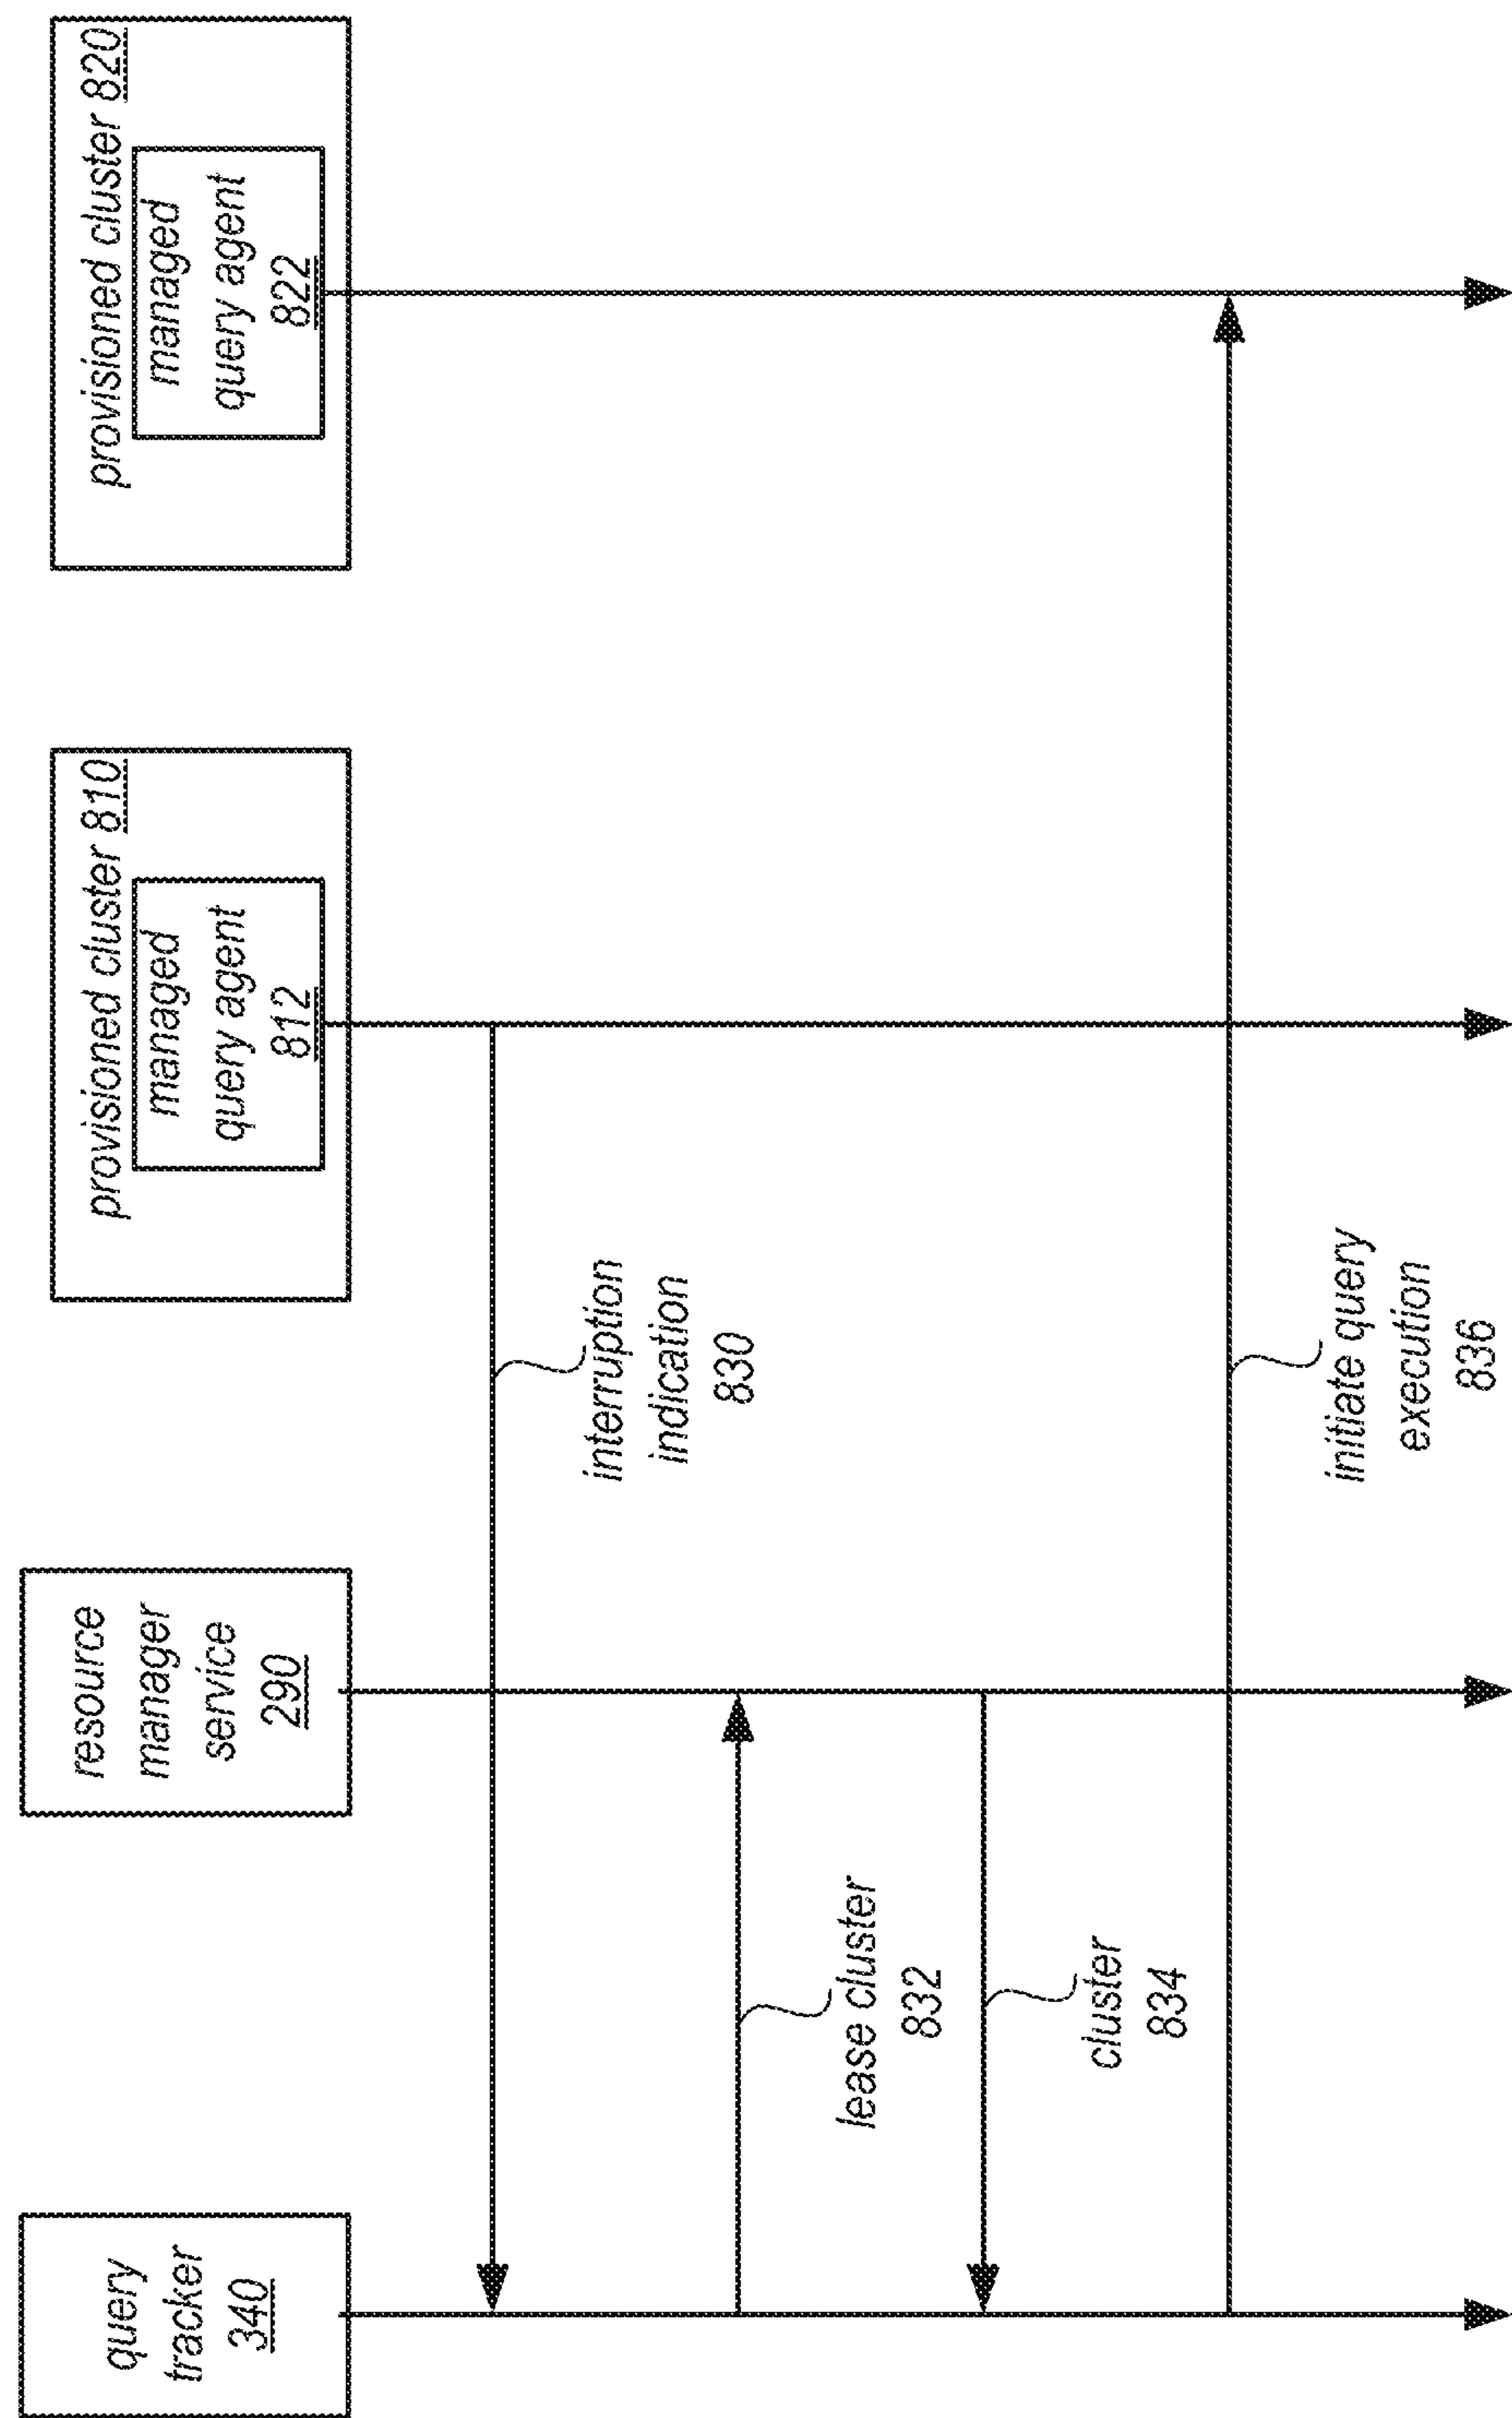 query
tracker
340
resource
manager
service
290
provisioned cluster 810
managed
query agent
812
provisioned cluster 820
managed
query agent
822
interruption
indication
830
lease cluster
832
cluster
834
initiate query
execution
836